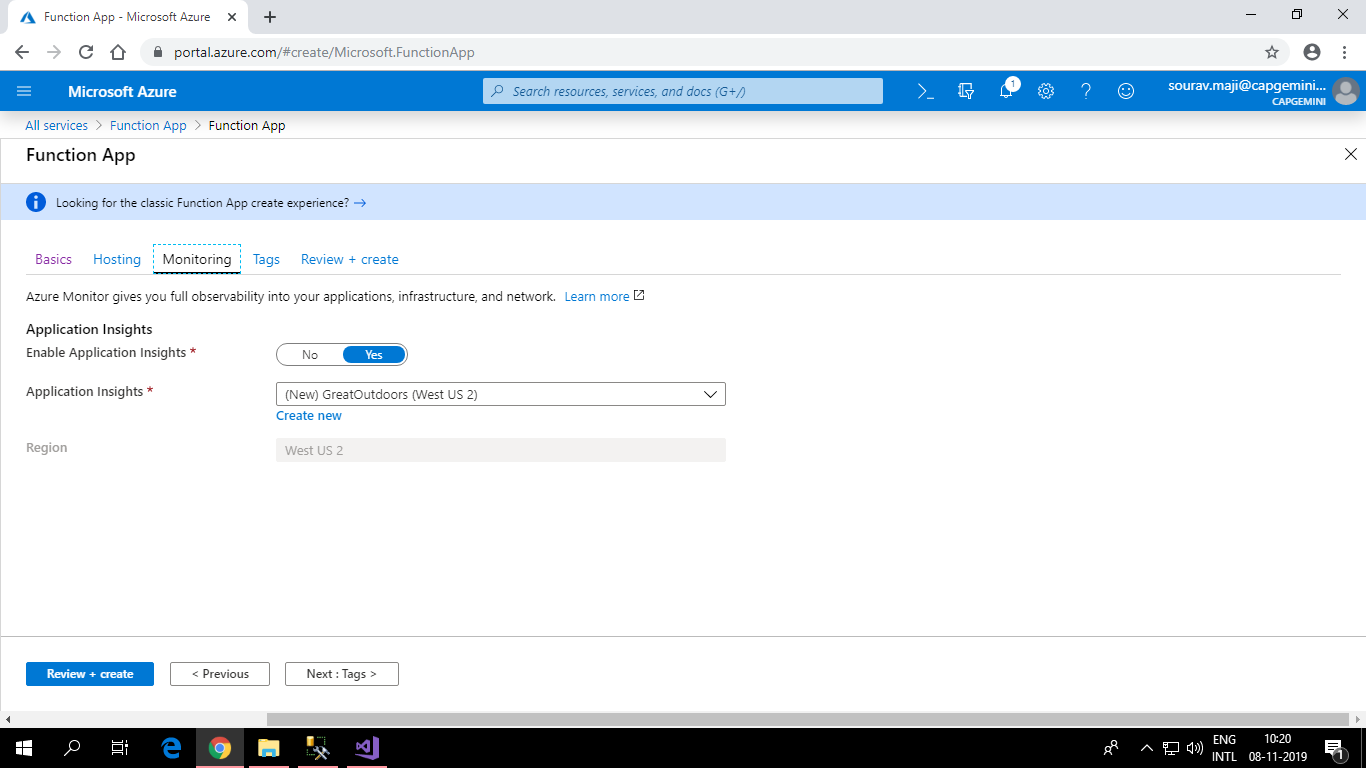 Function App - Microsoft Azure
portal.azure.com/#create/Microsoft.FunctionApp
Microsoft Azure
Search resources, services, and docs (G+/)
1
sourav.maji@capgemini...
CAPGEMINI
All services > Function App > Function App
Function App
Looking for the classic Function App create experience? →
Basics Hosting Monitoring Tags Review + create
Azure Monitor gives you full observability into your applications, infrastructure, and network. Learn more
Application Insights
Enable Application Insights * No Yes
Application Insights * (New) GreatOutdoors (West US 2)
Create new
Region West US 2
Review + create < Previous Next : Tags >
ENG 10:20
INTL 08-11-2019 1